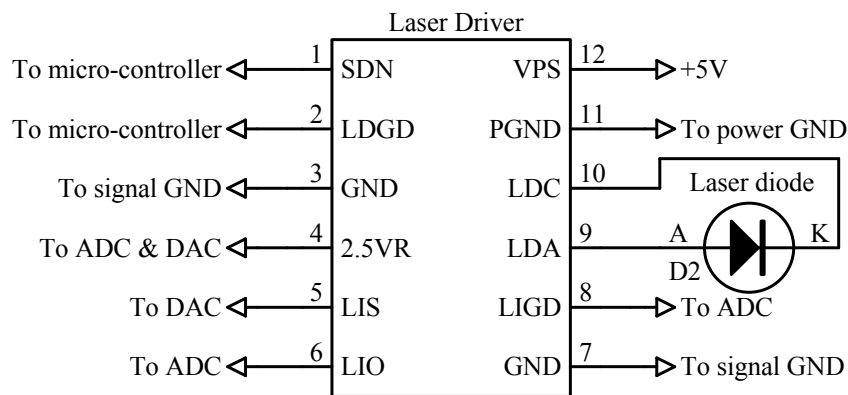 Laser Driver
To micro-controller 1 SDN VPS 12 +5V
To micro-controller 2 LDGD PGND 11 To power GND
To signal GND 3 GND LDC 10
Laser diode
To ADC & DAC 4 2.5VR LDA 9 A K
D2
To DAC 5 LIS LIGD 8 To ADC
To ADC 6 LIO GND 7 To signal GND